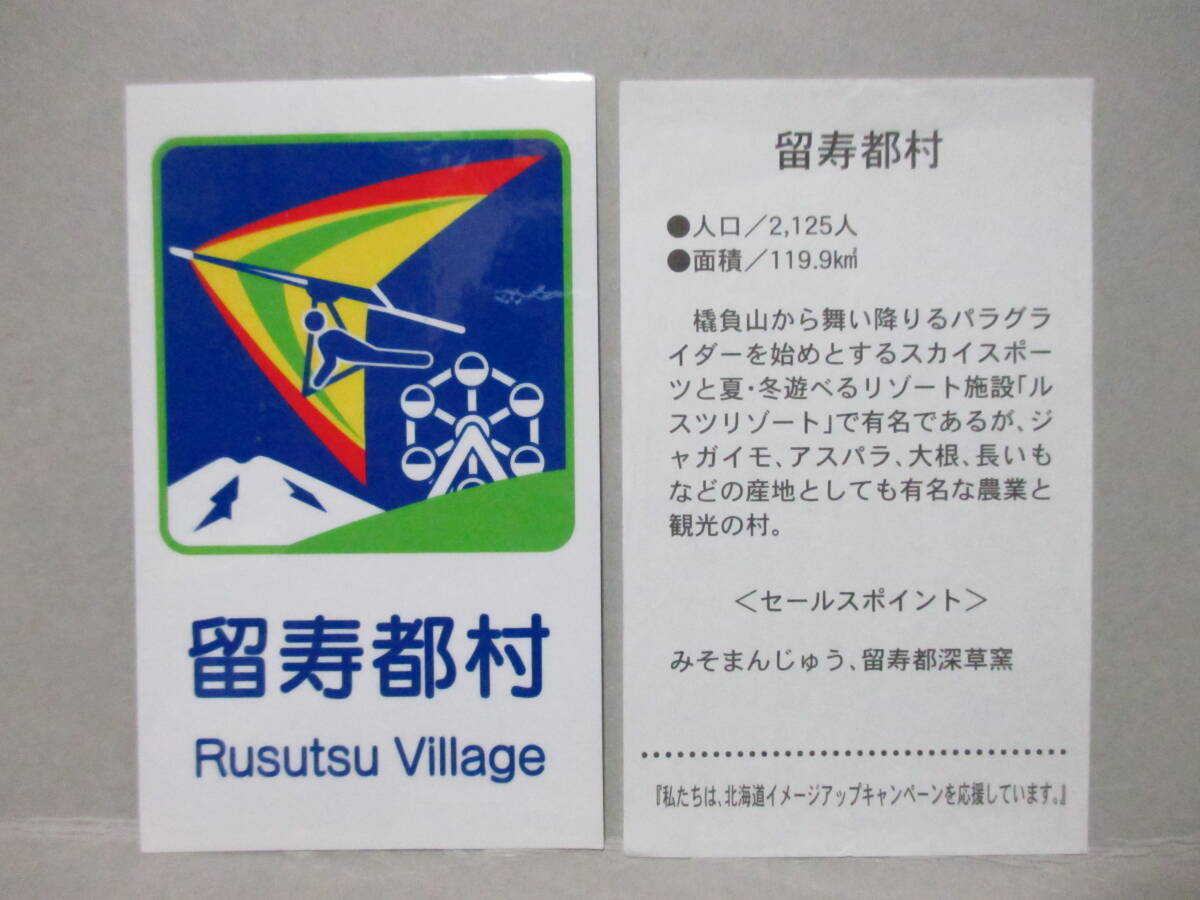 留寿都村
Rusutsu Village
留寿都村
●人口／2,125人
●面積／119.9㎢
橇負山から舞い降りるパラグラ
イダーを始めとするスカイスポー
ツと夏・冬遊べるリゾート施設「ル
スツリゾート」で有名であるが、ジ
ャガイモ、アスパラ、大根、長いも
などの産地としても有名な農業と
観光の村。
＜セールスポイント＞
みそまんじゅう、留寿都深草窯
『私たちは、北海道イメージアップキャンペーンを応援しています。』